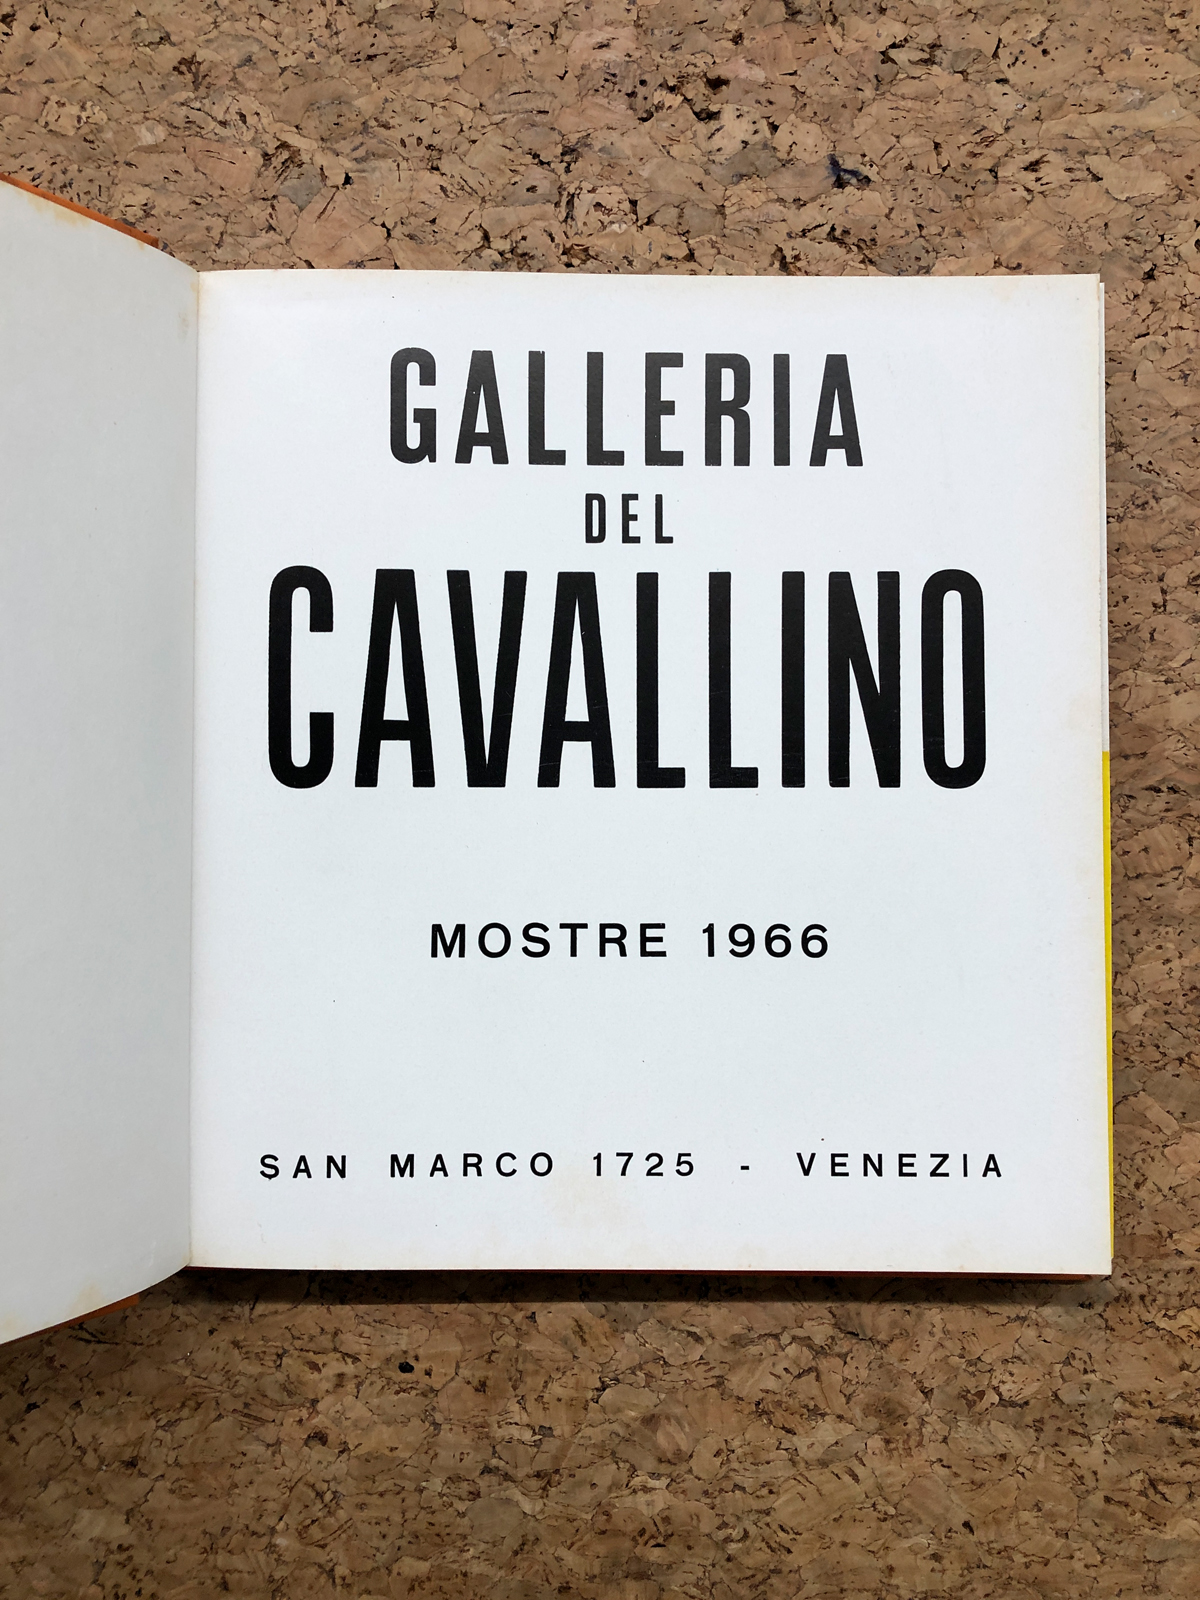 GALLERIA
DEL
CAVALLINO
MOSTRE 1966
SAN MARCO 1725 - VENEZIA